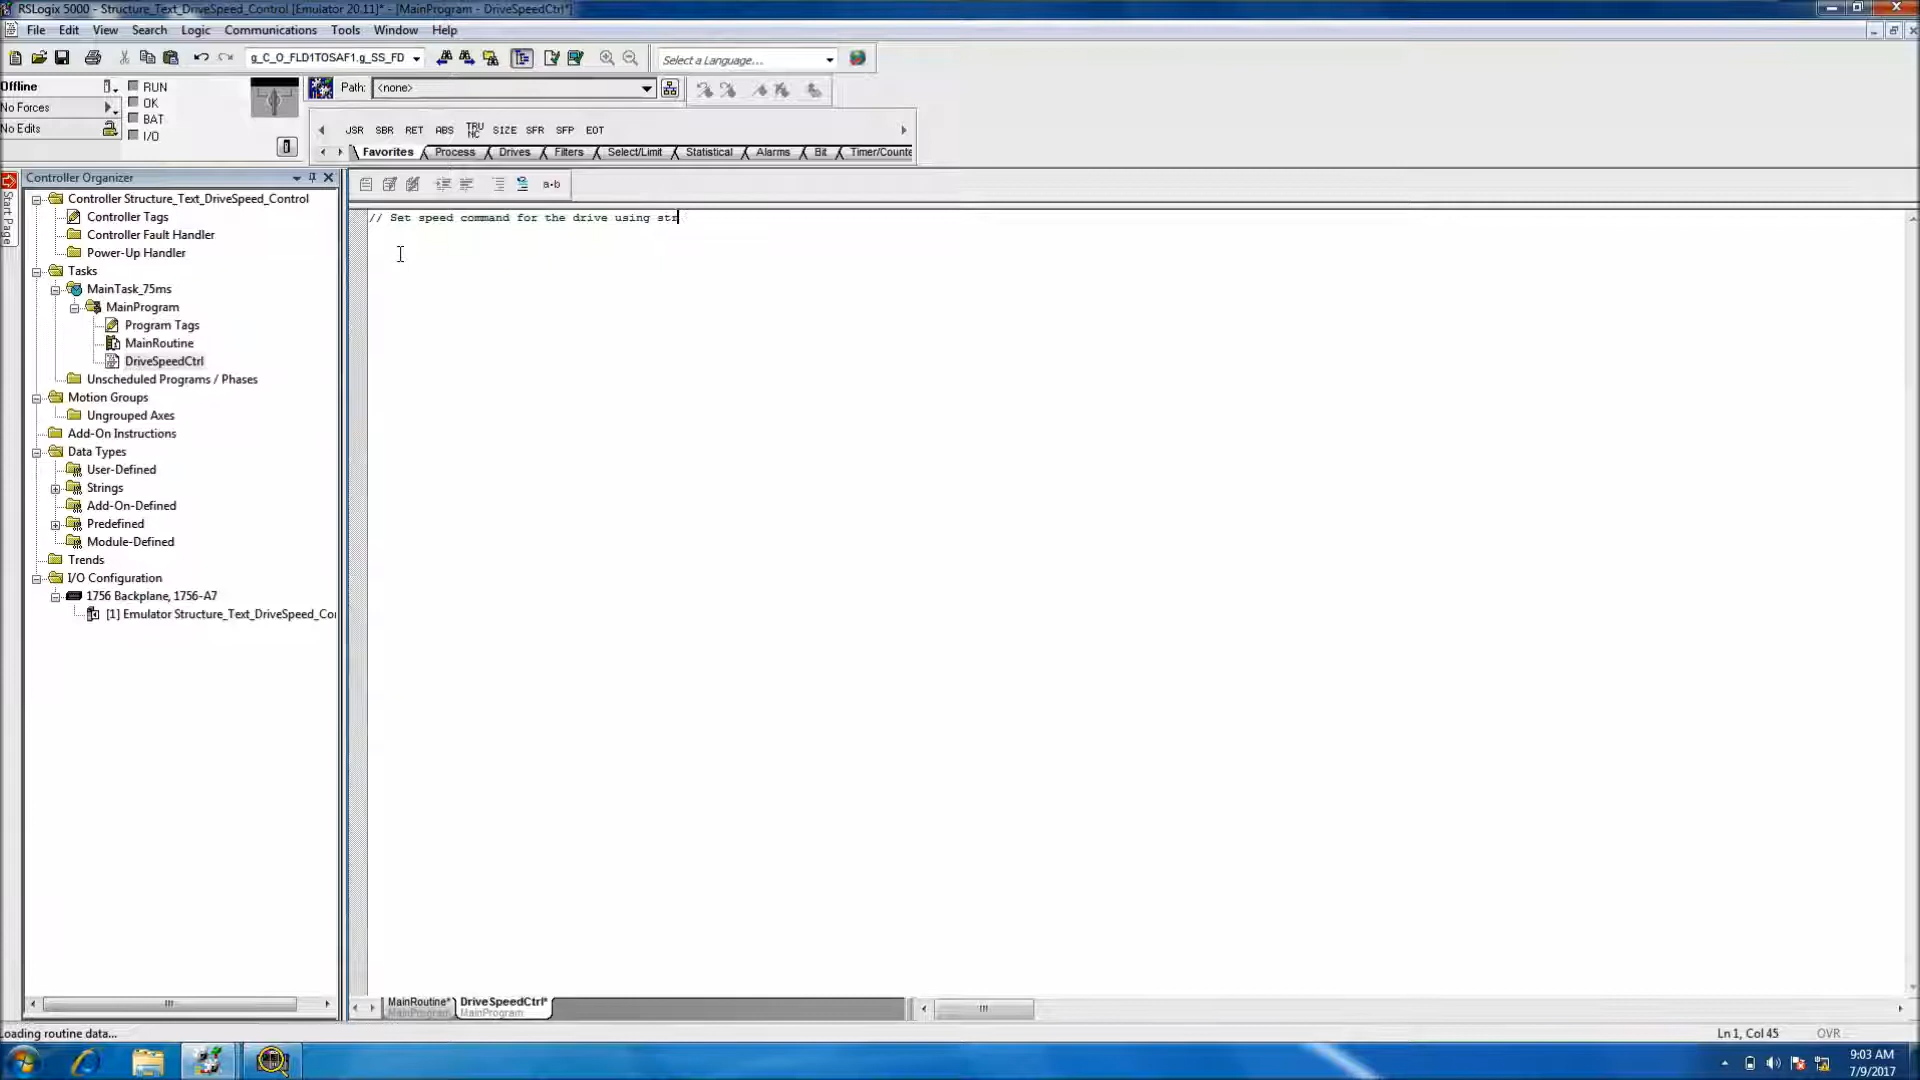 RSLogix 5000 - Structure_Text_DriveSpeed_Control [Emulator 20.11]* - [MainProgram - DriveSpeedCtrl*]
File Edit View Search Logic Communications Tools Window Help
g_C_O_FLD1TOSAF1.g_SS_FD
Select a Language...
Offline
RUN
Path: <none>
No Forces
OK
BAT
No Edits
I/O
JSR SBR RET ABS TRUNC SIZE SFR SFP EOT
Favorites Process Drives Filters Select/Limit Statistical Alarms Bit Timer/Counte
Start Page
Controller Organizer
Controller Structure_Text_DriveSpeed_Control
Controller Tags
Controller Fault Handler
Power-Up Handler
Tasks
MainTask_75ms
MainProgram
Program Tags
MainRoutine
DriveSpeedCtrl
Unscheduled Programs / Phases
Motion Groups
Ungrouped Axes
Add-On Instructions
Data Types
User-Defined
Strings
Add-On-Defined
Predefined
Module-Defined
Trends
I/O Configuration
1756 Backplane, 1756-A7
[1] Emulator Structure_Text_DriveSpeed_Co
a-b
// Set speed command for the drive using str
MainRoutine* DriveSpeedCtrl*
MainProgram MainProgram
Loading routine data...
Ln 1, Col 45
OVR
9:03 AM
7/9/2017